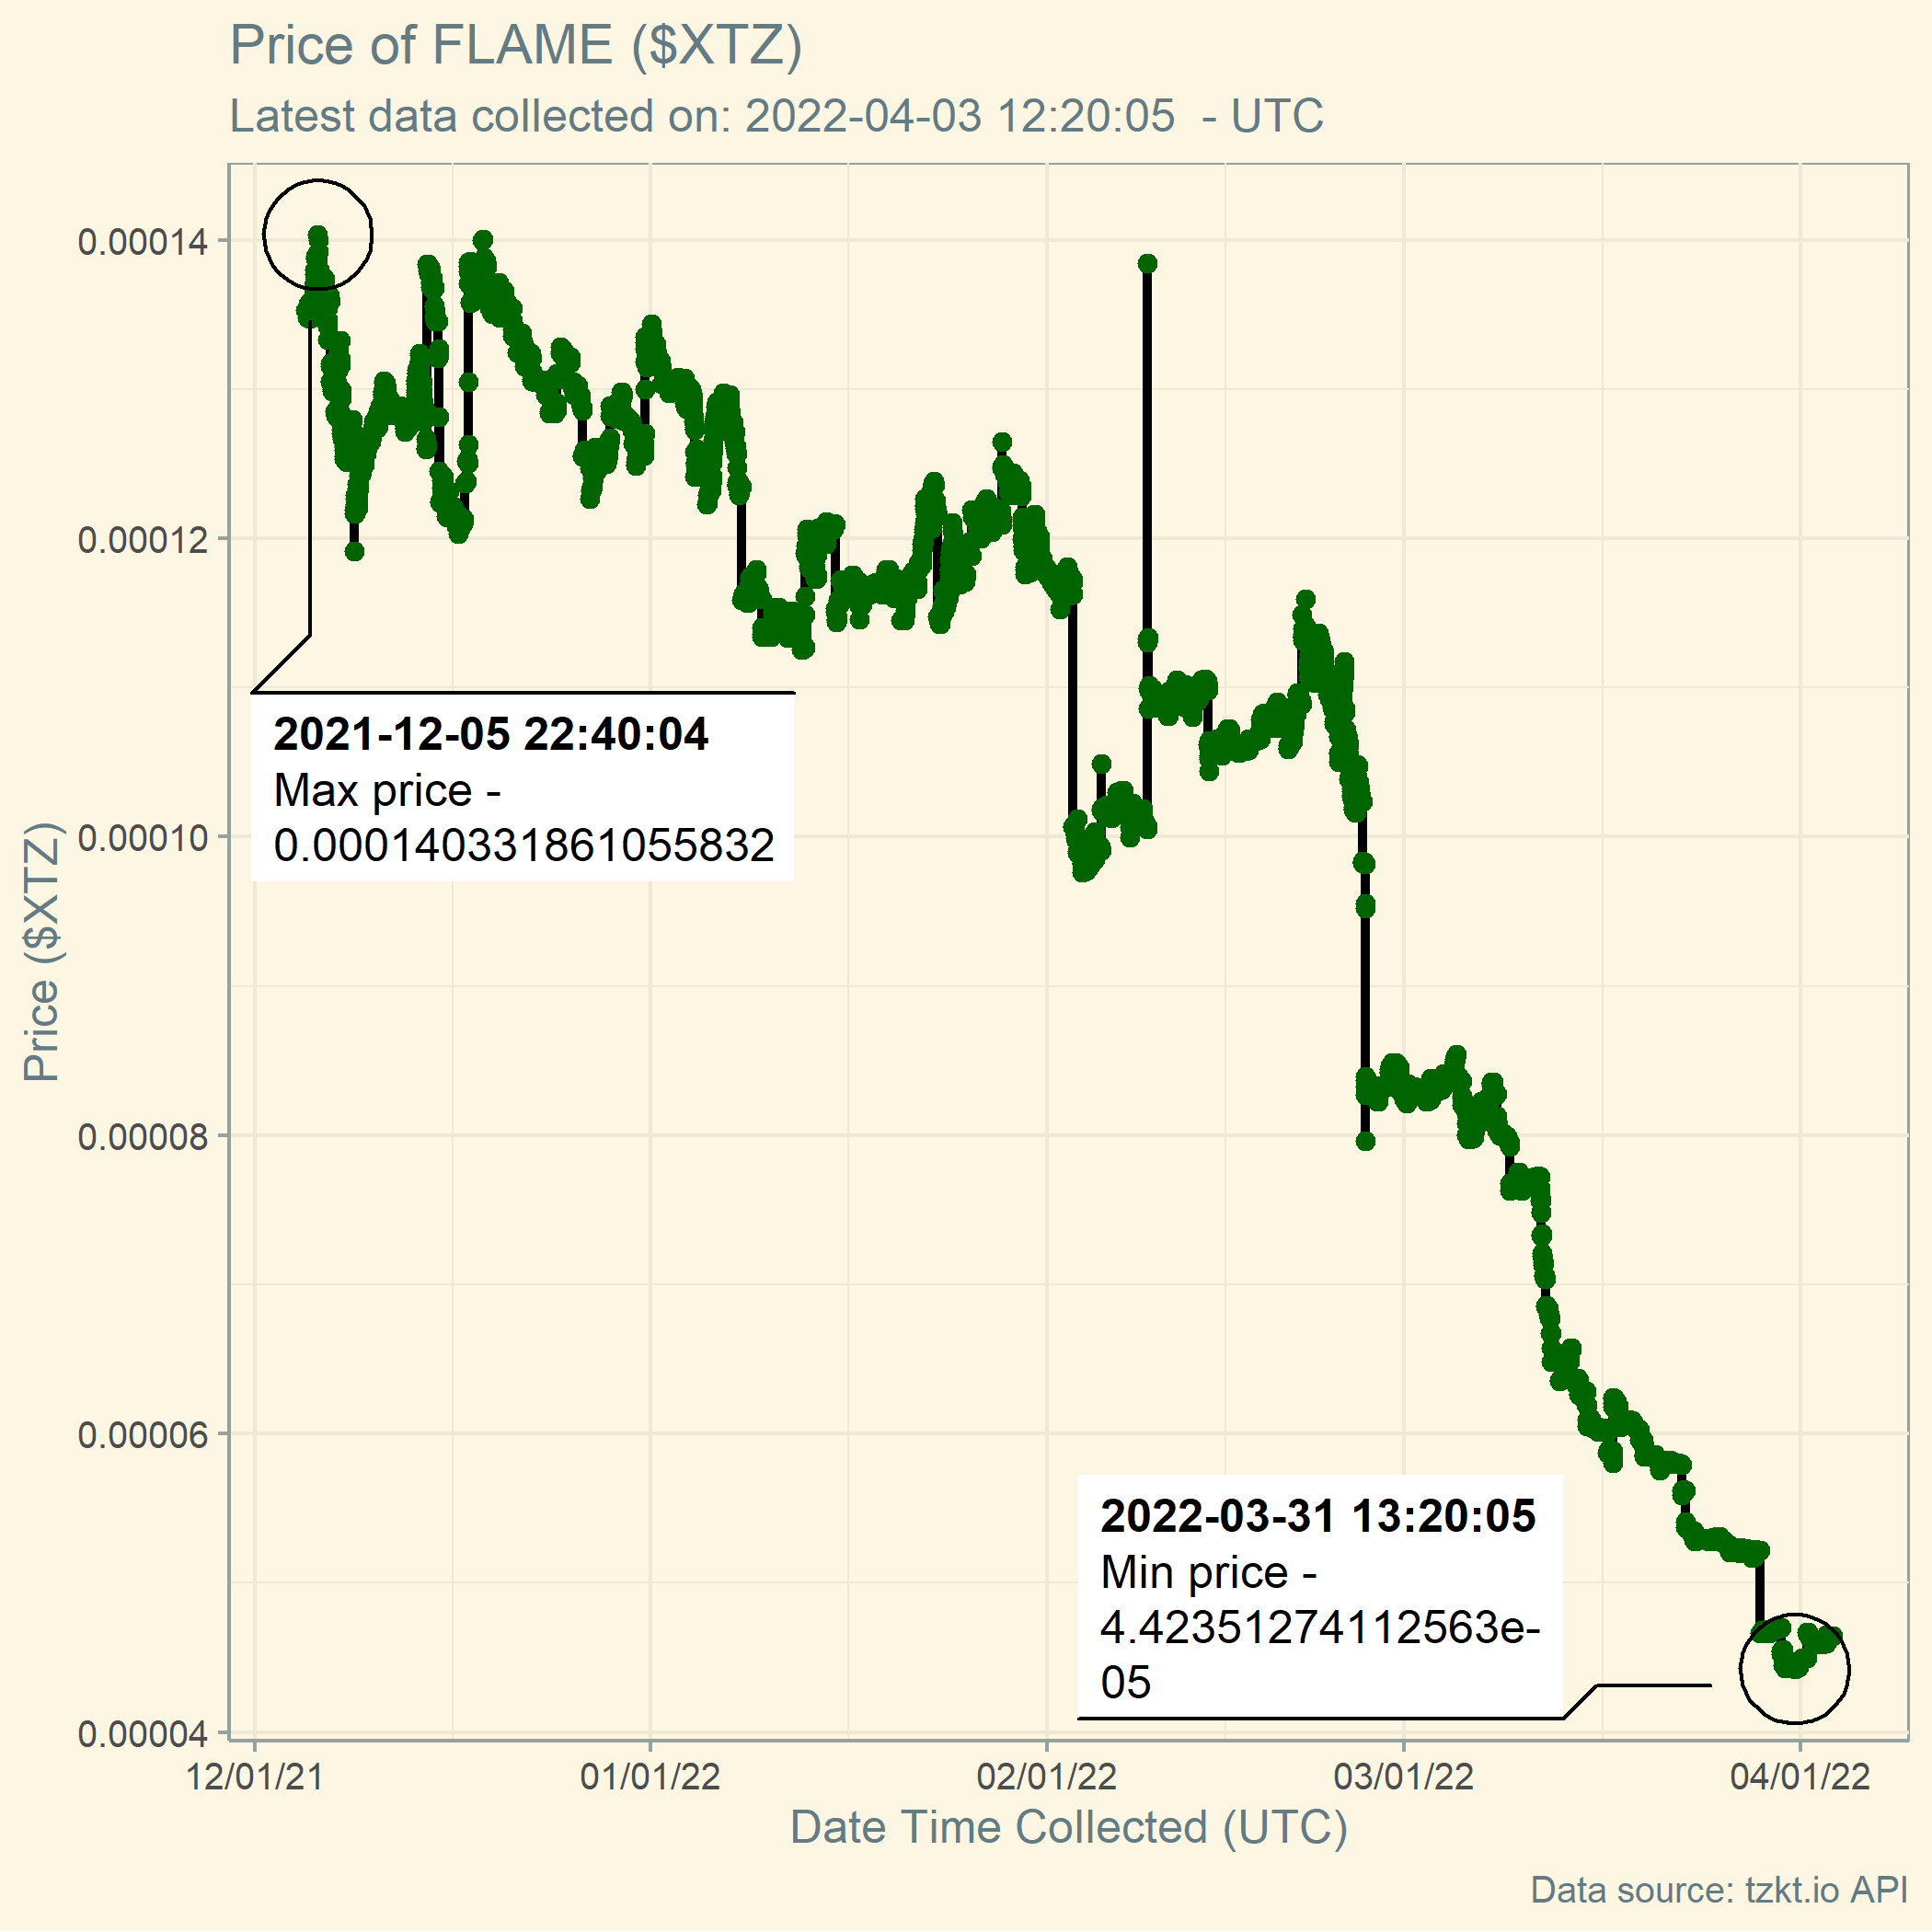 Price of FLAME ($XTZ)
Latest data collected on: 2022-04-03 12:20:05  - UTC
Price ($XTZ)
0.00014
0.00012
0.00010
0.00008
0.00006
0.00004
2021-12-05 22:40:04
Max price -
0.000140331861055832
2022-03-31 13:20:05
Min price -
4.42351274112563e-
05
12/01/21
01/01/22
02/01/22
03/01/22
04/01/22
Date Time Collected (UTC)
Data source: tzkt.io API